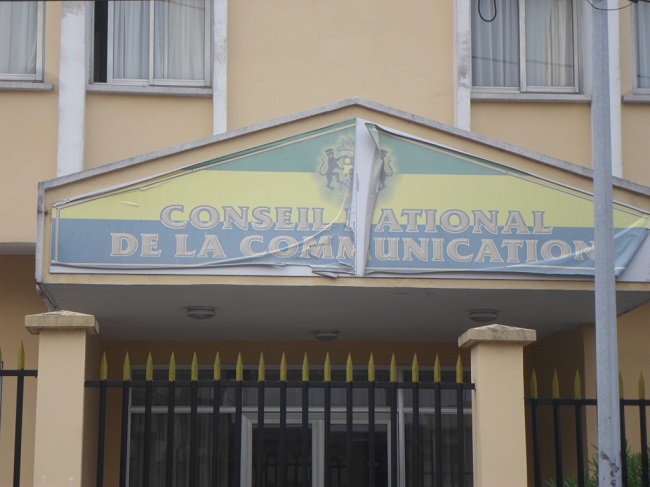 CONSEIL NATIONAL
DE LA COMMUNICATION